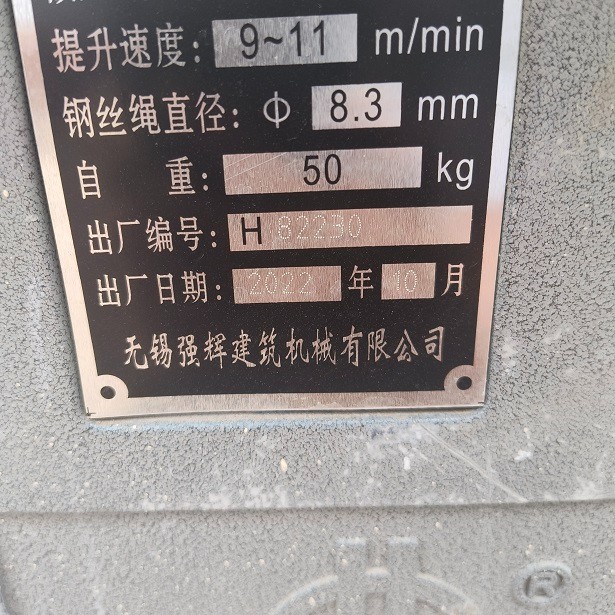 提升速度: 9~11 m/min
钢丝绳直径: Φ 8.3 mm
自 重: 50 kg
出厂编号: H 82230
出厂日期: 2022 年 10 月
无锡强辉建筑机械有限公司
®